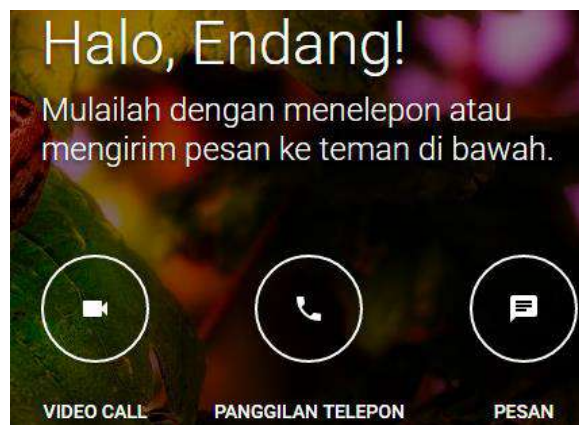 Halo, Endang!
Mulailah dengan menelepon atau
mengirim pesan ke teman di bawah.
VIDEO CALL PANGGILAN TELEPON PESAN